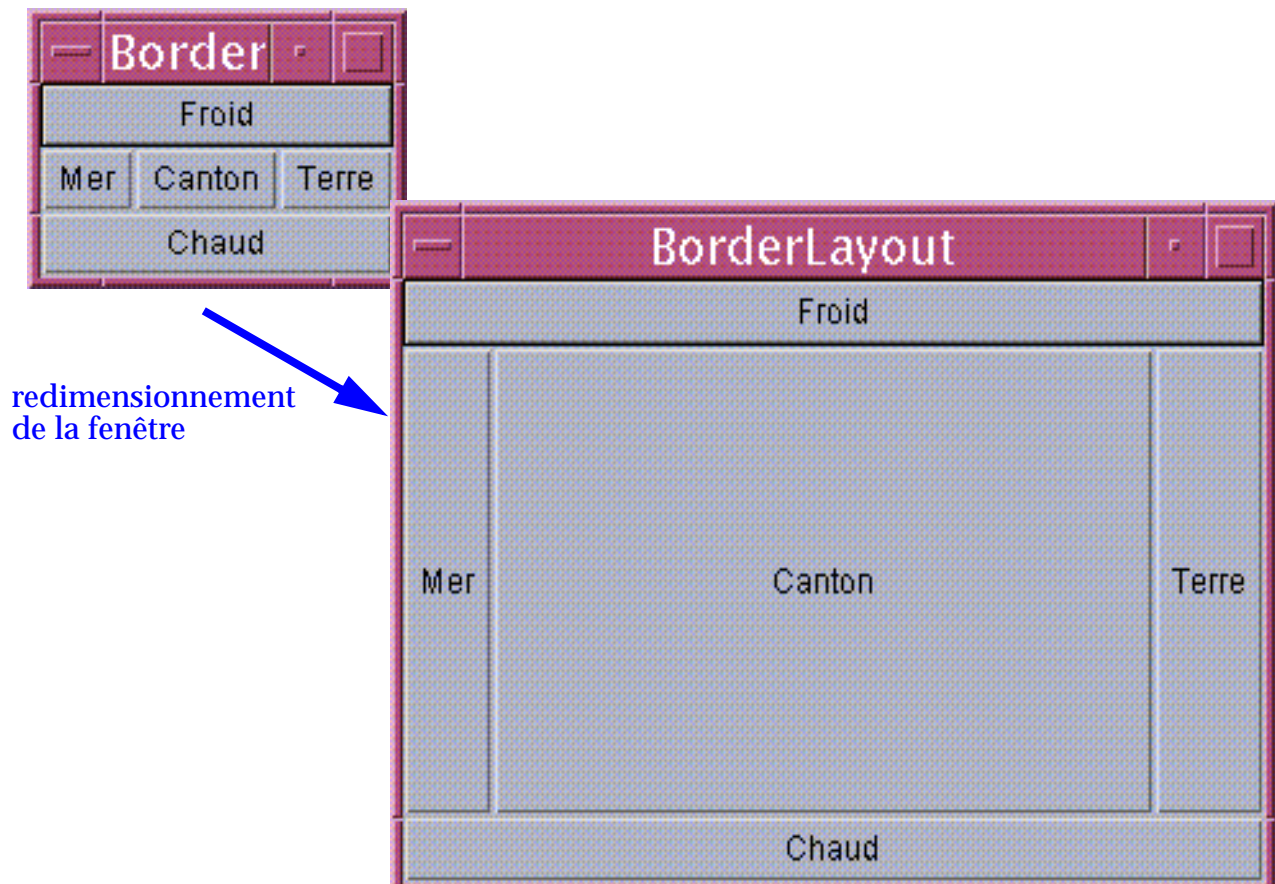 Border
Froid
Mer Canton Terre
Chaud
redimensionnement
de la fenêtre
BorderLayout
Froid
Mer Canton Terre
Chaud